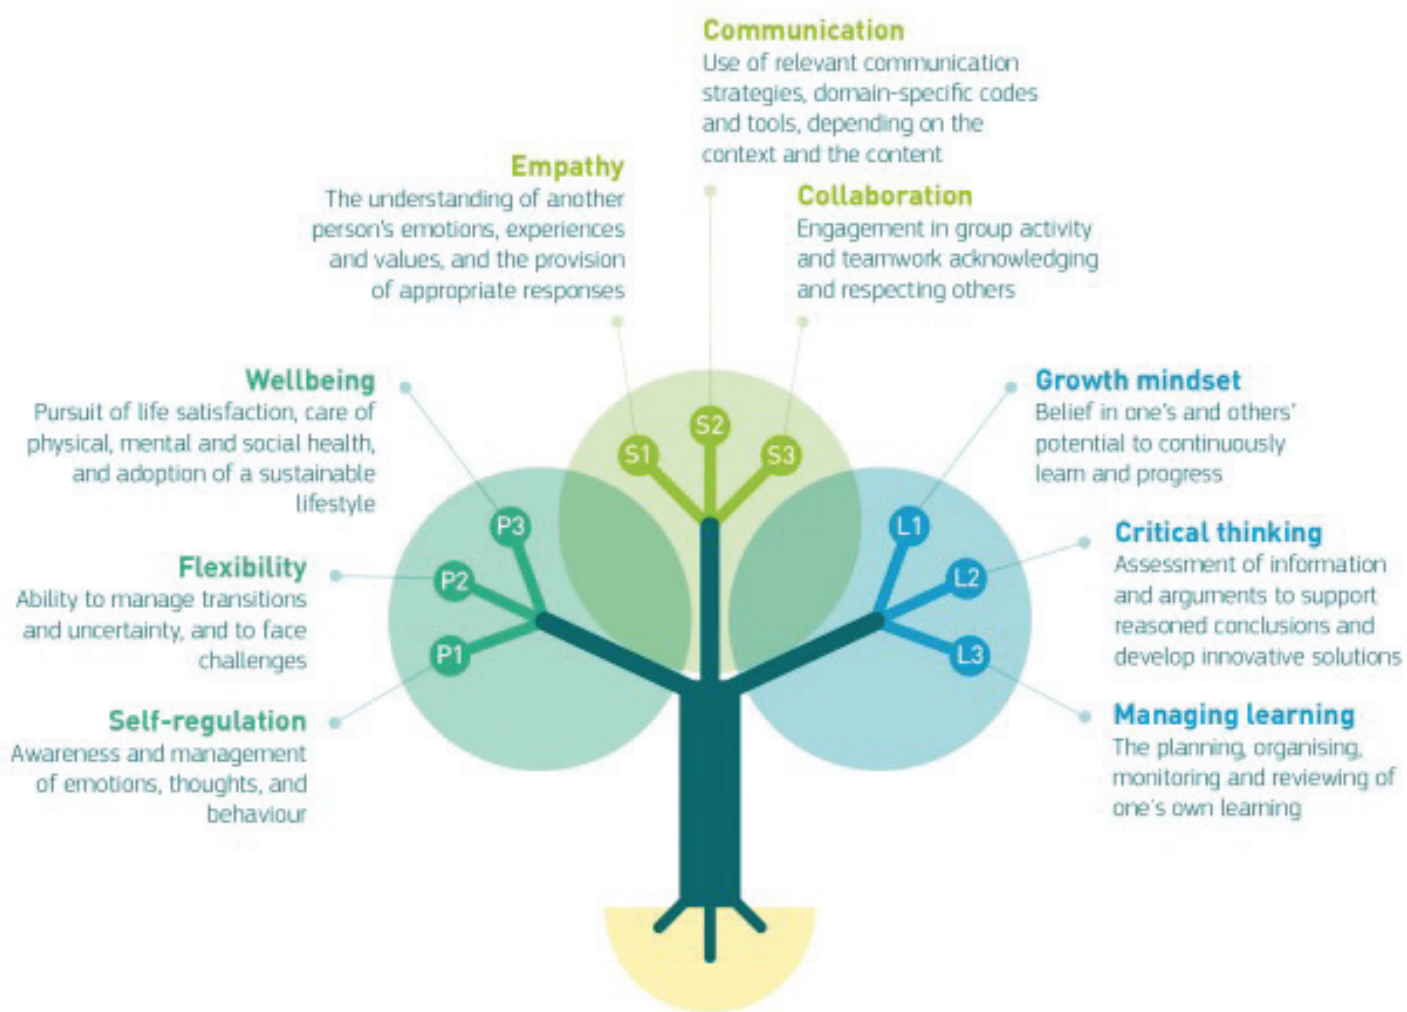 Communication
Use of relevant communication
strategies, domain-specific codes
and tools, depending on the
context and the content
Empathy
The understanding of another
person's emotions, experiences
and values, and the provision
of appropriate responses
Collaboration
Engagement in group activity
and teamwork acknowledging
and respecting others
Wellbeing
Pursuit of life satisfaction, care of
physical, mental and social health,
and adoption of a sustainable
lifestyle
Flexibility
Ability to manage transitions
and uncertainty, and to face
challenges
Self-regulation
Awareness and management
of emotions, thoughts, and
behaviour
S1
S2
S3
P3
P2
P1
L1
L2
L3
Growth mindset
Belief in one's and others'
potential to continuously
learn and progress
Critical thinking
Assessment of information
and arguments to support
reasoned conclusions and
develop innovative solutions
Managing learning
The planning, organising,
monitoring and reviewing of
one's own learning